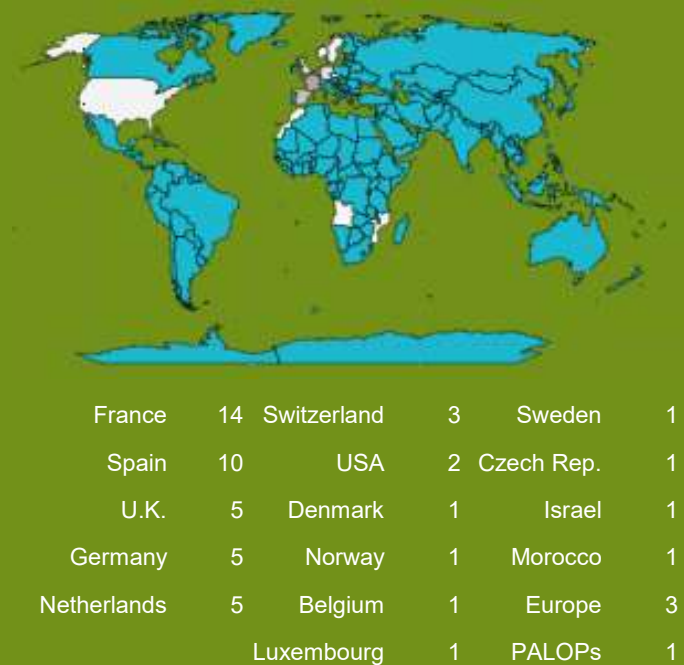 France 14 Switzerland 3 Sweden 1
Spain 10 USA 2 Czech Rep. 1
U.K. 5 Denmark 1 Israel 1
Germany 5 Norway 1 Morocco 1
Netherlands 5 Belgium 1 Europe 3
Luxembourg 1 PALOPs 1